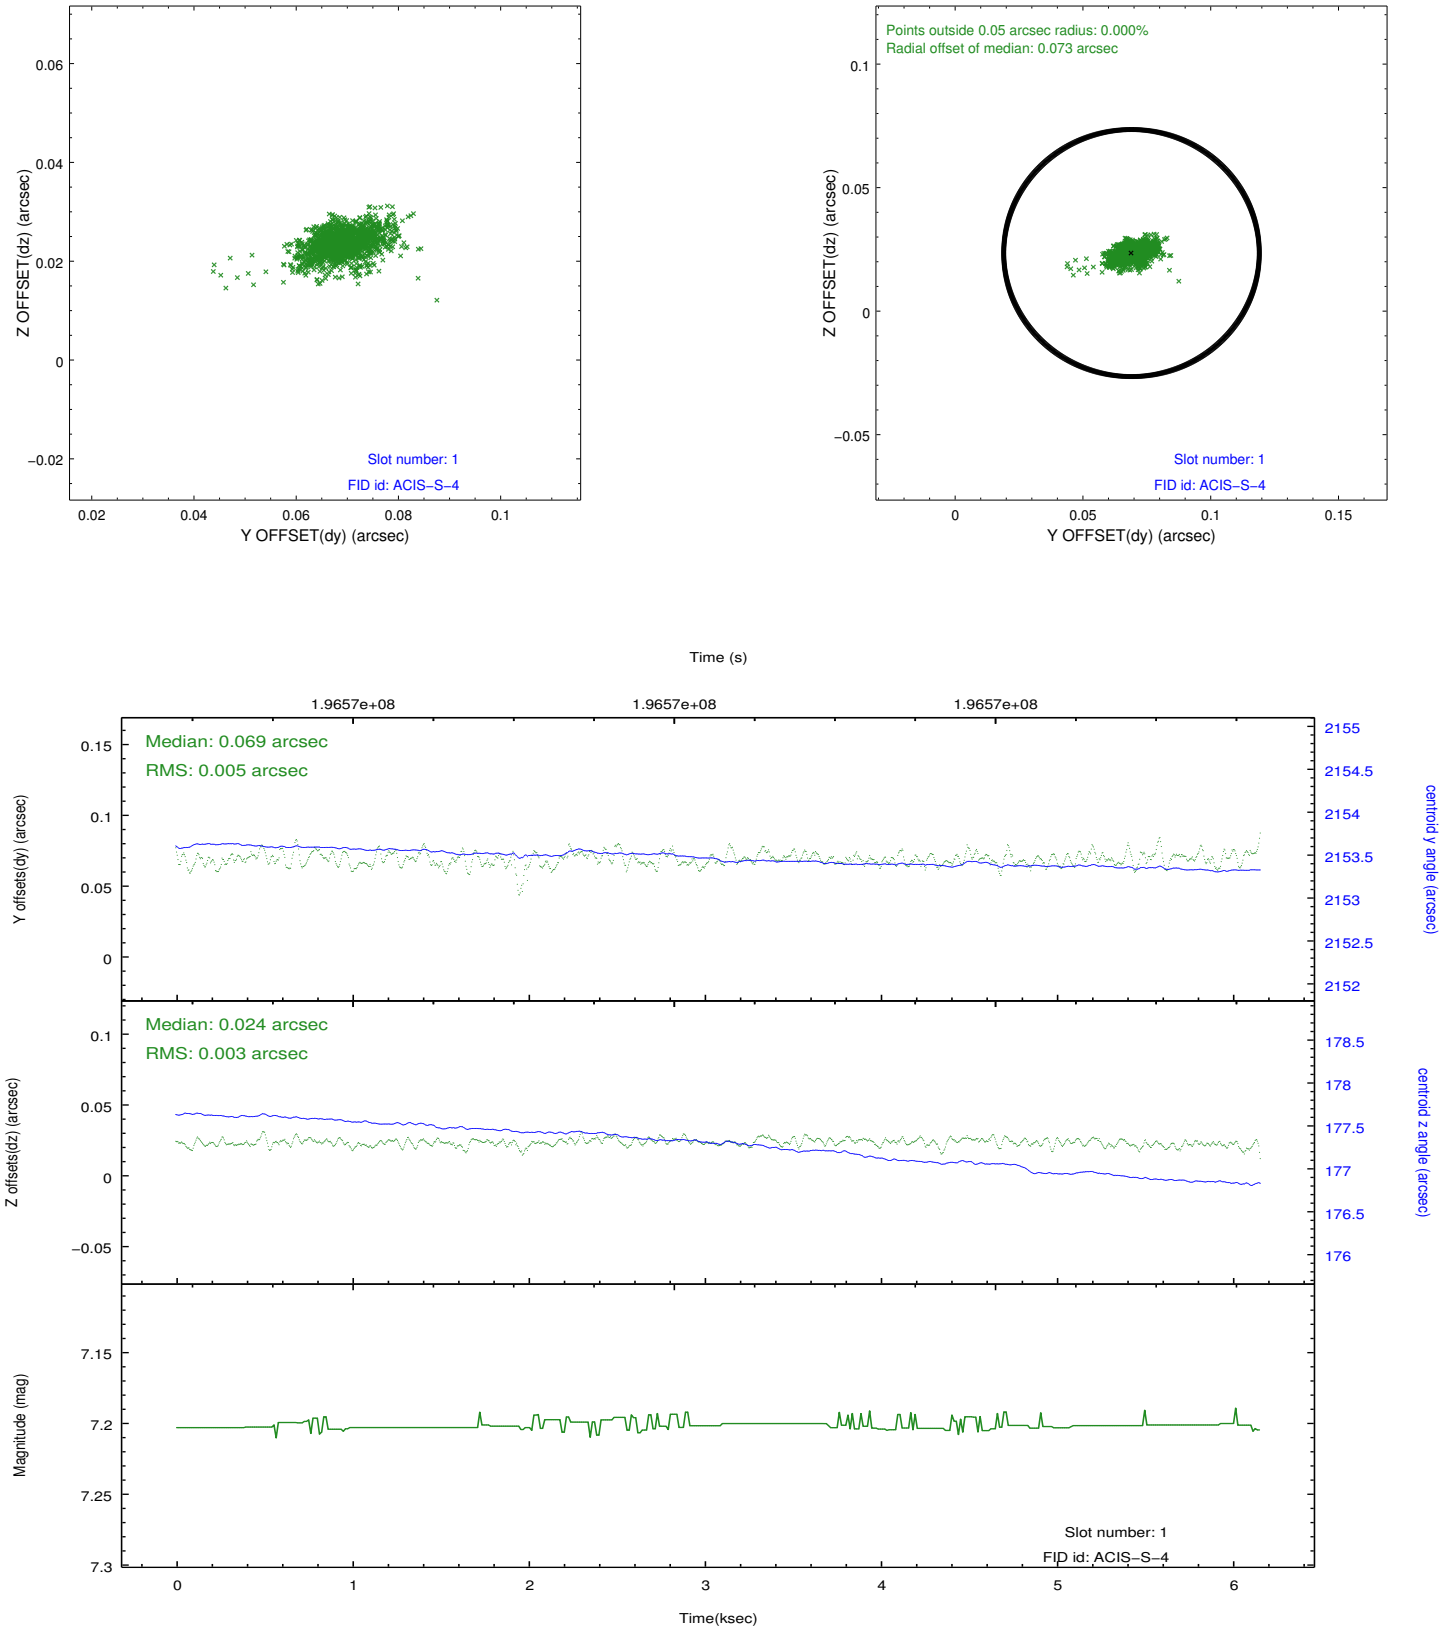 0.06
0.04
0.02
0
−0.02
Z OFFSET(dz) (arcsec)
Slot number: 1
FID id: ACIS−S−4
0.02 0.04 0.06 0.08 0.1
Y OFFSET(dy) (arcsec)
Points outside 0.05 arcsec radius: 0.000%
Radial offset of median: 0.073 arcsec
0.1
0.05
0
−0.05
Z OFFSET(dz) (arcsec)
Slot number: 1
FID id: ACIS−S−4
0 0.05 0.1 0.15
Y OFFSET(dy) (arcsec)
Time (s)
1.9657e+08 1.9657e+08 1.9657e+08
Median: 0.069 arcsec
RMS: 0.005 arcsec
0.15
0.1
0.05
0
Y offsets(dy) (arcsec)
2155
2154.5
2154
2153.5
2153
2152.5
2152
centroid y angle (arcsec)
Median: 0.024 arcsec
RMS: 0.003 arcsec
0.1
0.05
0
−0.05
Z offsets(dz) (arcsec)
178.5
178
177.5
177
176.5
176
centroid z angle (arcsec)
7.15
7.2
7.25
7.3
Magnitude (mag)
Slot number: 1
FID id: ACIS−S−4
0 1 2 3 4 5 6
Time(ksec)